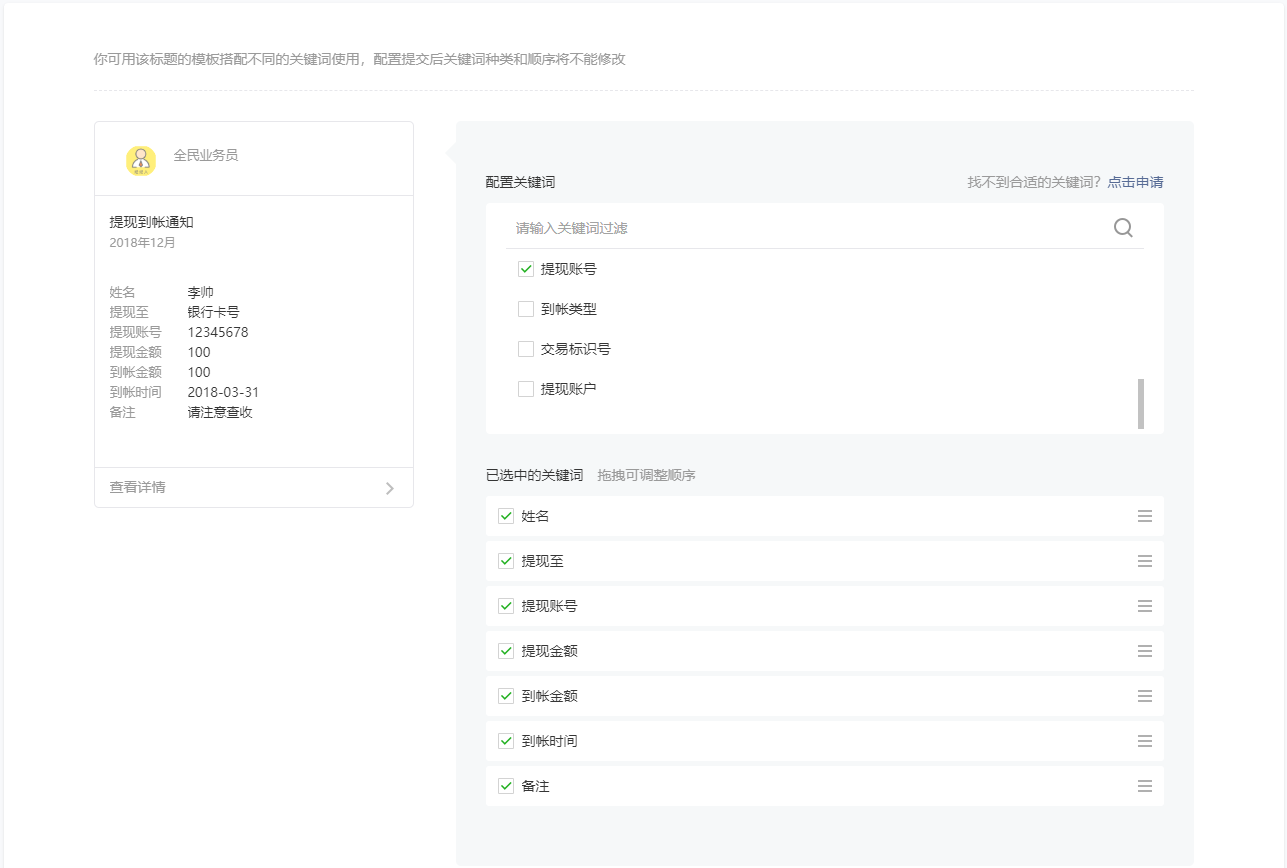 你可用该标题的模板搭配不同的关键词使用，配置提交后关键词种类和顺序将不能修改
全民业务员
提现到帐通知
2018年12月
姓名 李帅
提现至 银行卡号
提现账号 12345678
提现金额 100
到帐金额 100
到帐时间 2018-03-31
备注 请注意查收
查看详情
配置关键词 找不到合适的关键词？点击申请
请输入关键词过滤
提现账号
到帐类型
交易标识号
提现账户
已选中的关键词 拖拽可调整顺序
姓名
提现至
提现账号
提现金额
到帐金额
到帐时间
备注